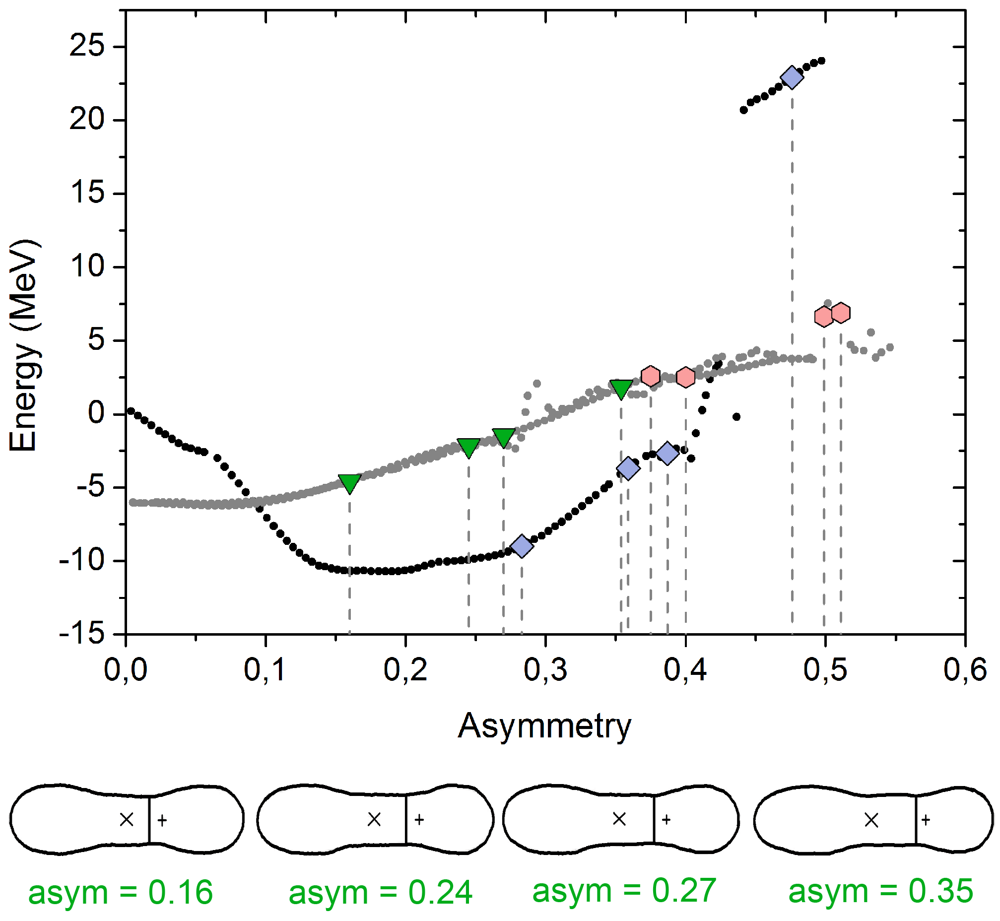 25
20
15
10
5
0
-5
-10
-15
Energy (MeV)
0,0 0,1 0,2 0,3 0,4 0,5 0,6
Asymmetry
asym = 0.16 asym = 0.24 asym = 0.27 asym = 0.35